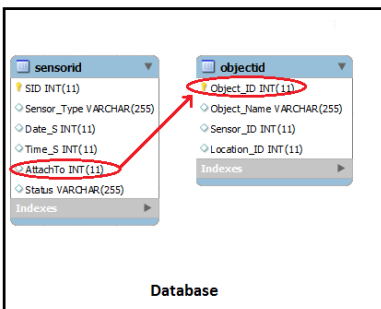 sensorid
SID INT(11)
Sensor_Type VARCHAR(255)
Date_S INT(11)
Time_S INT(11)
AttachTo INT(11)
Status VARCHAR(255)
Indexes
objectid
Object_ID INT(11)
Object_Name VARCHAR(255)
Sensor_ID INT(11)
Location_ID INT(11)
Indexes
Database